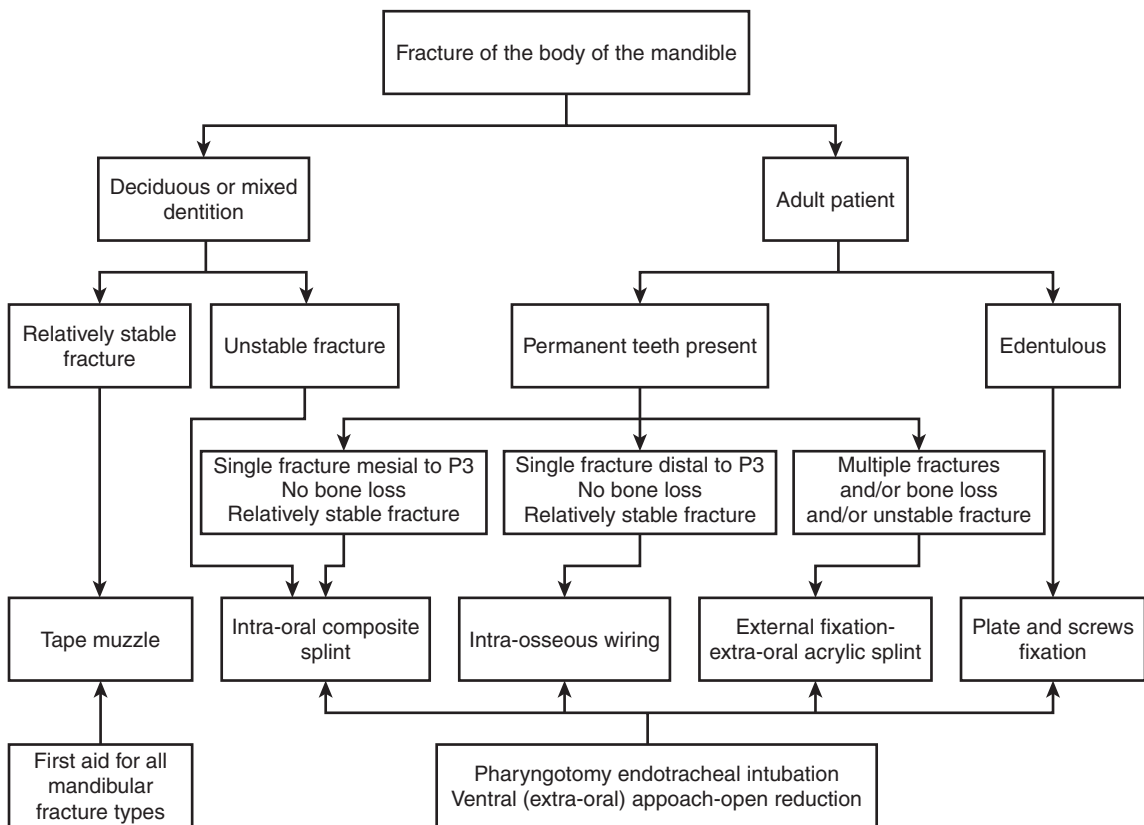 Fracture of the body of the mandible
Deciduous or mixed
dentition
Adult patient
Relatively stable
fracture
Unstable fracture
Permanent teeth present
Edentulous
Single fracture mesial to P3
No bone loss
Relatively stable fracture
Single fracture distal to P3
No bone loss
Relatively stable fracture
Multiple fractures
and/or bone loss
and/or unstable fracture
Tape muzzle
Intra-oral composite
splint
Intra-osseous wiring
External fixation-
extra-oral acrylic splint
Plate and screws
fixation
First aid for all
mandibular
fracture types
Pharyngotomy endotracheal intubation
Ventral (extra-oral) appoach-open reduction